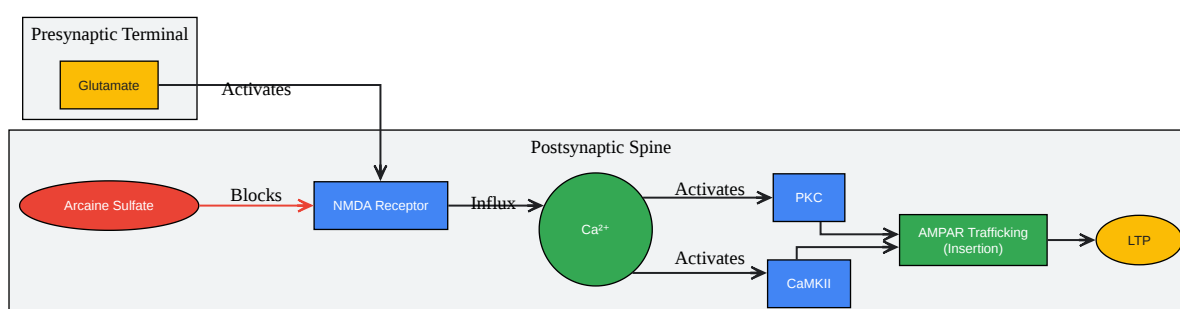 Presynaptic Terminal
Glutamate
Activates
Postsynaptic Spine
Arcaine Sulfate
Blocks
NMDA Receptor
Influx
Ca²⁺
Activates
PKC
Activates
CaMKII
AMPAR Trafficking
(Insertion)
LTP